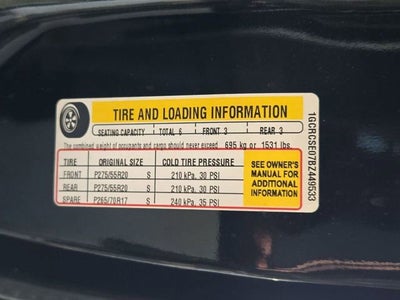 TIRE AND LOADING INFORMATION
SEATING CAPACITY TOTAL 6 FRONT 3 REAR 3
The combined weight of occupants and cargo should never exceed 695 kg or 1531 lbs.
TIRE ORIGINAL SIZE COLD TIRE PRESSURE
FRONT P275/55R20 S 210 kPa, 30 PSI
REAR P275/55R20 S 210 kPa, 30 PSI
SPARE P265/70R17 S 240 kPa, 35 PSI
SEE OWNER'S
MANUAL FOR
ADDITIONAL
INFORMATION
1GCRCSE07BZ449533